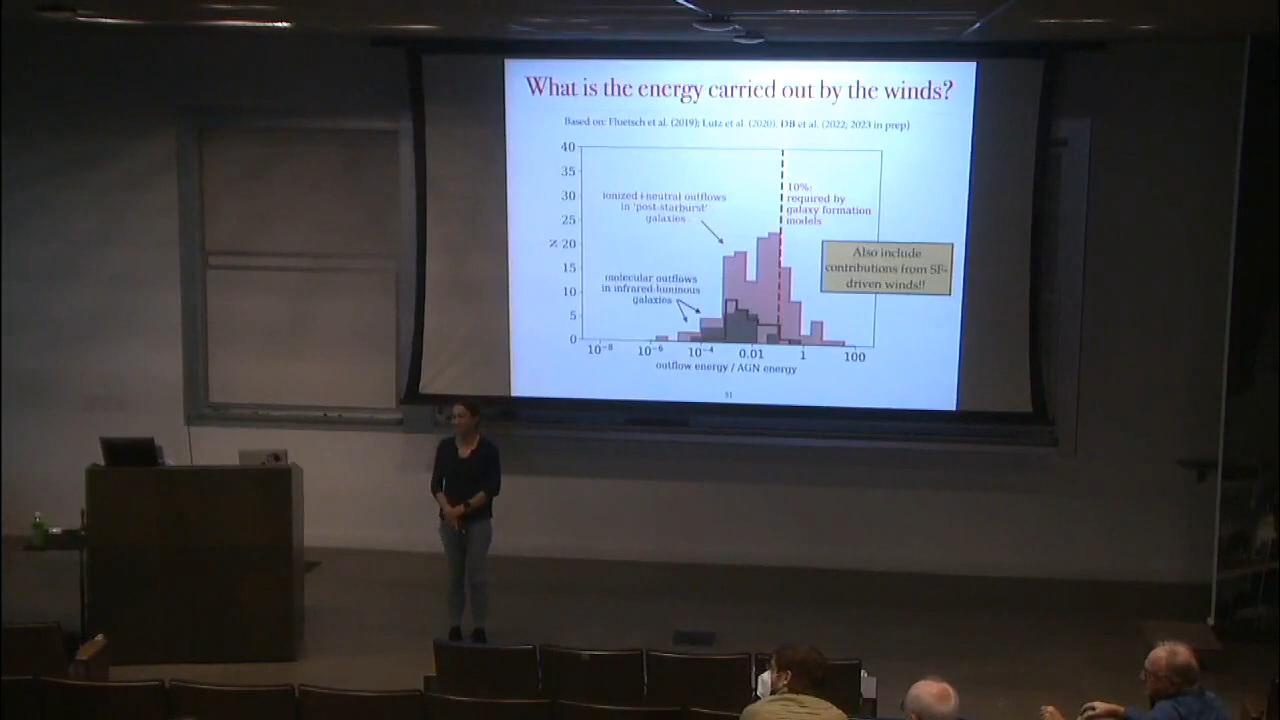 What is the energy carried out by the winds?
Based on: Fluetsch et al. (2019); Lutz et al. (2020), DB et al. (2022; 2023 in prep)
40
35
30
25
20
15
10
5
0
N
ionized+neutral outflows
in 'post-starburst'
galaxies
molecular outflows
in infrared-luminous
galaxies
10%:
required by
galaxy formation
models
Also include
contributions from SF-
driven winds!!
10⁻⁸ 10⁻⁶ 10⁻⁴ 0.01 1 100
outflow energy / AGN energy
51